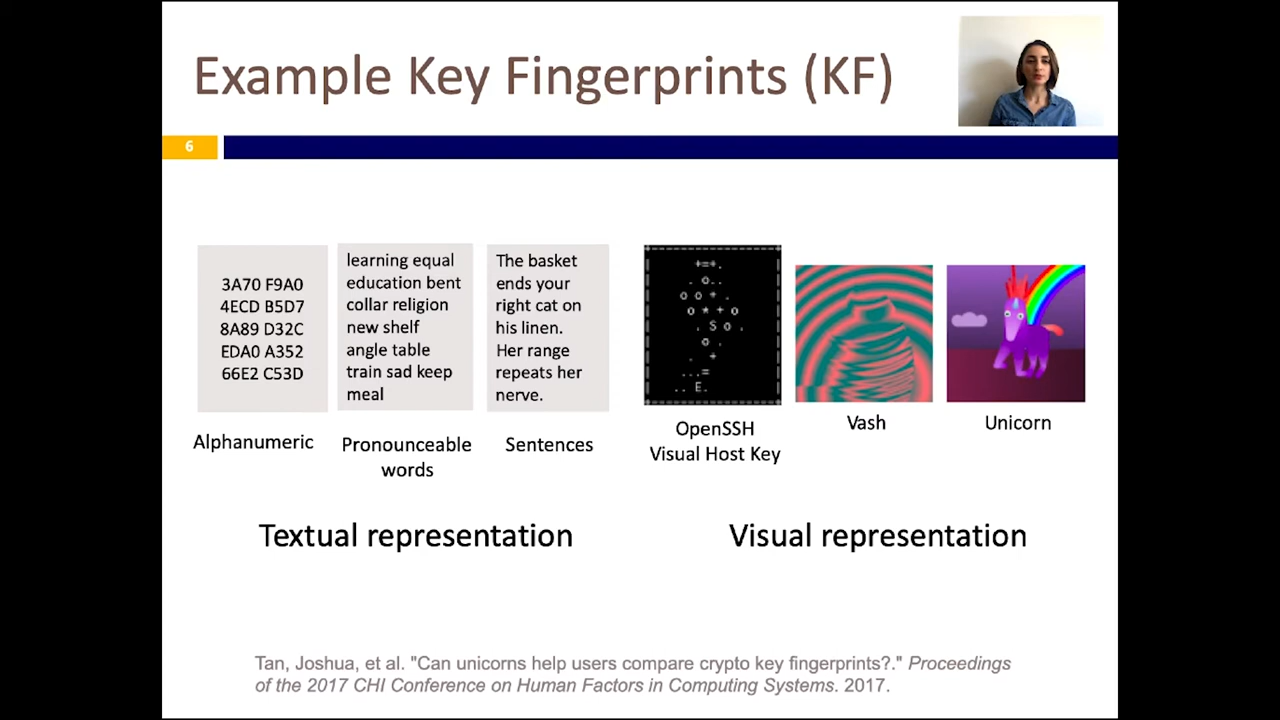 Example Key Fingerprints (KF)
6
3A70 F9A0
4ECD B5D7
8A89 D32C
EDA0 A352
66E2 C53D
Alphanumeric
learning equal
education bent
collar religion
new shelf
angle table
train sad keep
meal
Pronounceable
words
The basket
ends your
right cat on
his linen.
Her range
repeats her
nerve.
Sentences
Textual representation
+=+.
. o..
o o + .
o * + o
. S o .
o .
. +
...=
.. E.
OpenSSH
Visual Host Key
Vash
Unicorn
Visual representation
Tan, Joshua, et al. "Can unicorns help users compare crypto key fingerprints?." Proceedings
of the 2017 CHI Conference on Human Factors in Computing Systems. 2017.